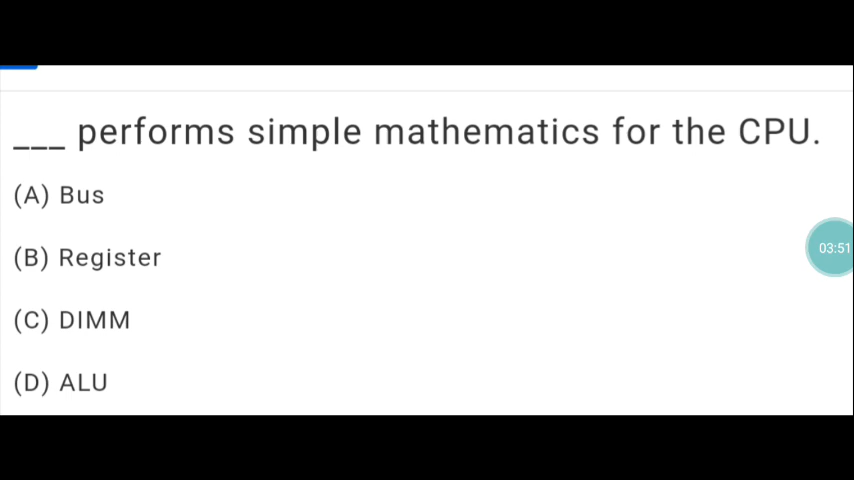 ___ performs simple mathematics for the CPU.
(A) Bus
(B) Register
03:51
(C) DIMM
(D) ALU